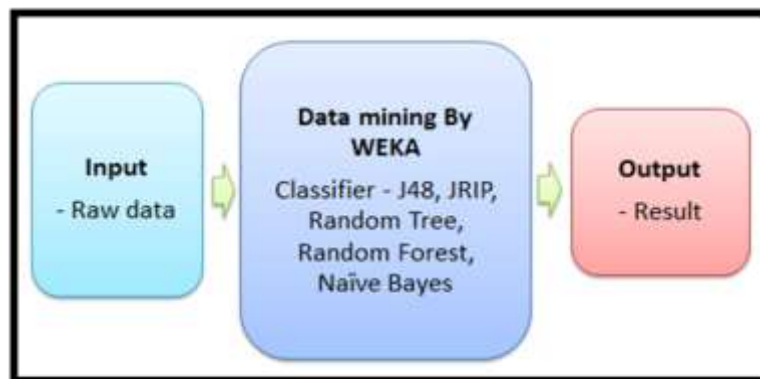 Input
- Raw data
Data mining By
WEKA
Classifier - J48, JRIP,
Random Tree,
Random Forest,
Naïve Bayes
Output
- Result